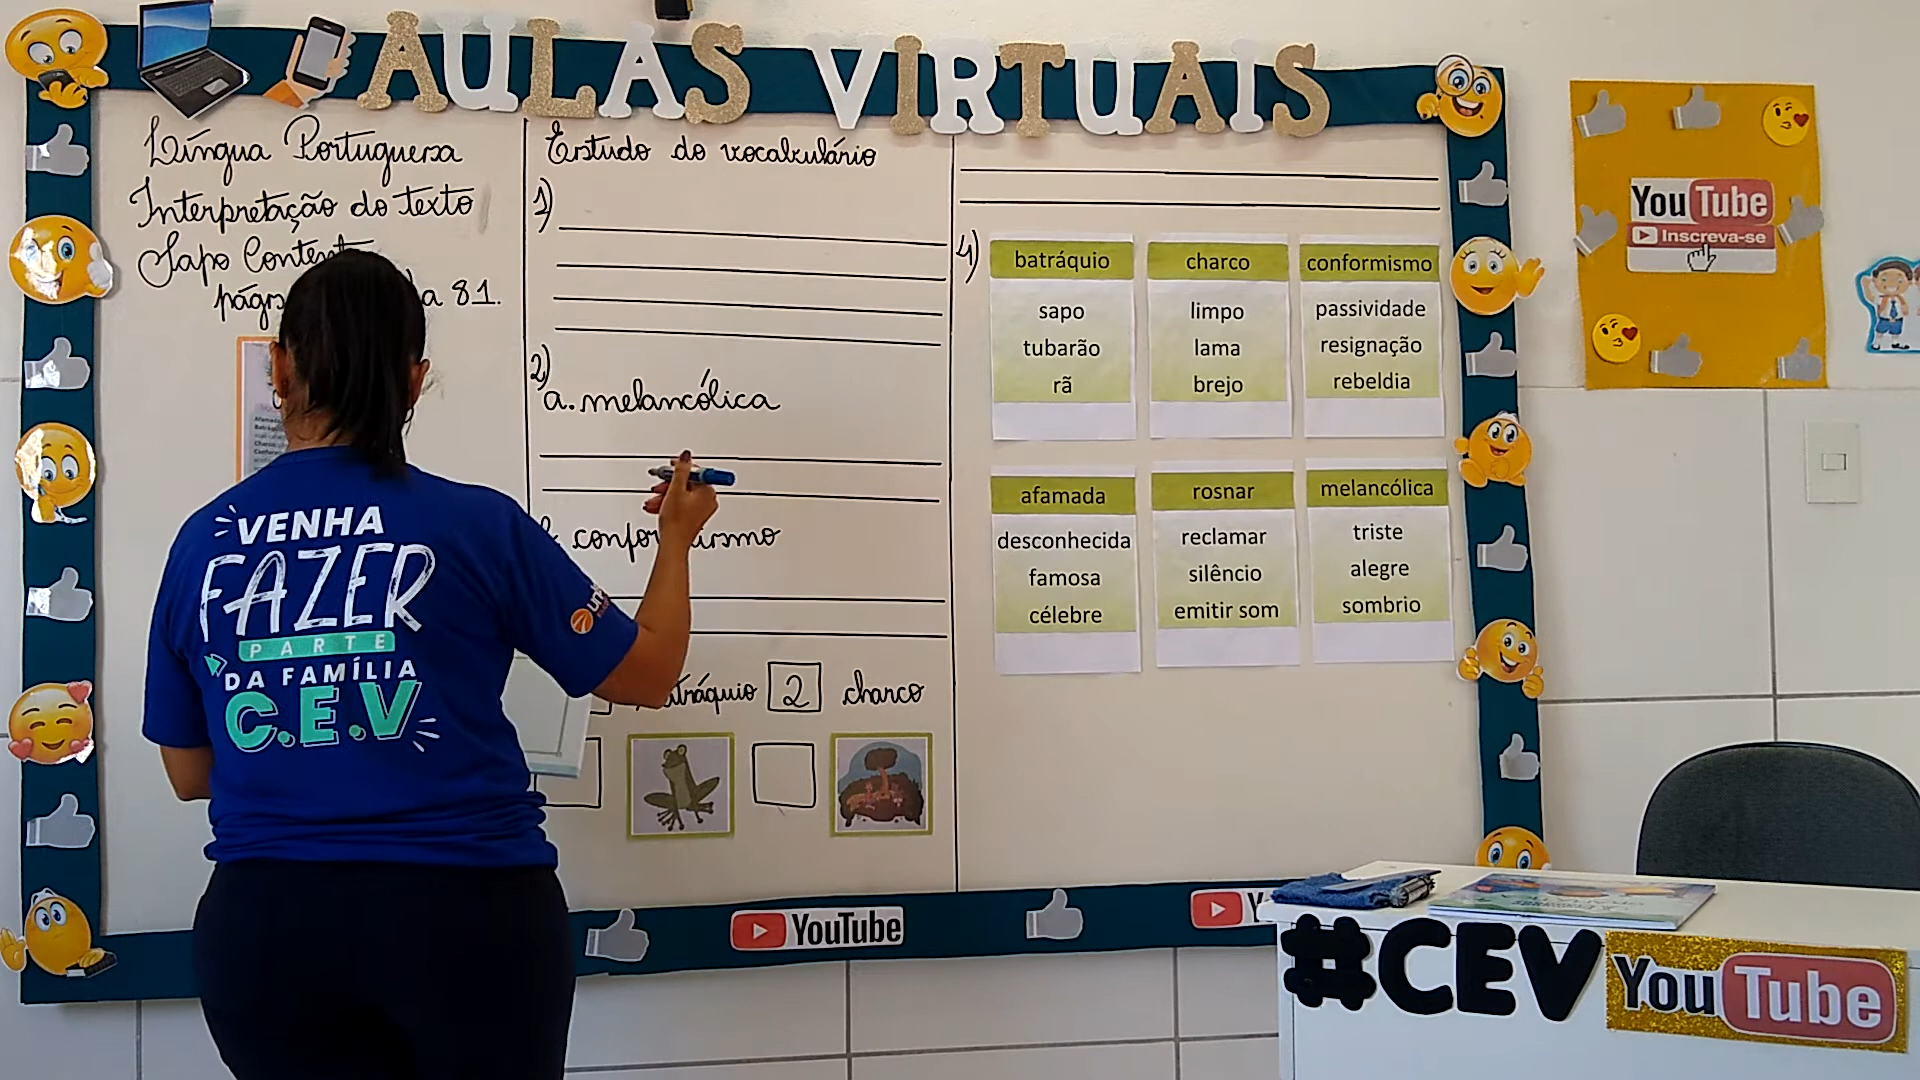 AULAS VIRTUAIS
Língua Portuguesa
Interpretação do texto
Sapo
81.
Afamada
Estudo do vocabulário
1)
2)
a. melancólica
2
charco
4)
batráquio
sapo
tubarão
rã
charco
limpo
lama
brejo
conformismo
passividade
resignação
rebeldia
afamada
desconhecida
famosa
célebre
rosnar
reclamar
silêncio
emitir som
melancólica
triste
alegre
sombrio
VENHA
FAZER
PARTE
DA FAMÍLIA
C.E.V
YouTube
Inscreva-se
YouTube
#CEV
YouTube